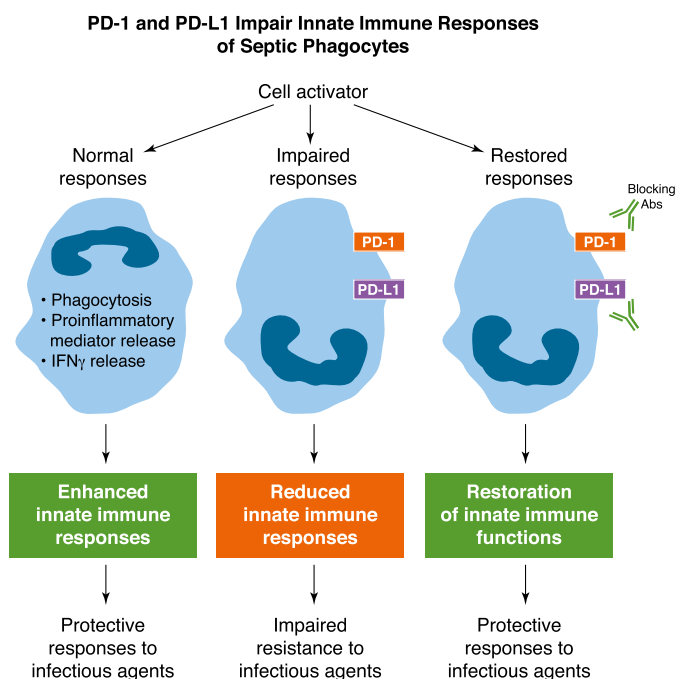 PD-1 and PD-L1 Impair Innate Immune Responses
of Septic Phagocytes
Cell activator
Normal
responses
Impaired
responses
Restored
responses
Blocking
Abs
PD-1
PD-L1
PD-1
PD-L1
• Phagocytosis
• Proinflammatory
mediator release
• IFNγ release
Enhanced
innate immune
responses
Reduced
innate immune
responses
Restoration
of innate immune
functions
Protective
responses to
infectious agents
Impaired
resistance to
infectious agents
Protective
responses to
infectious agents